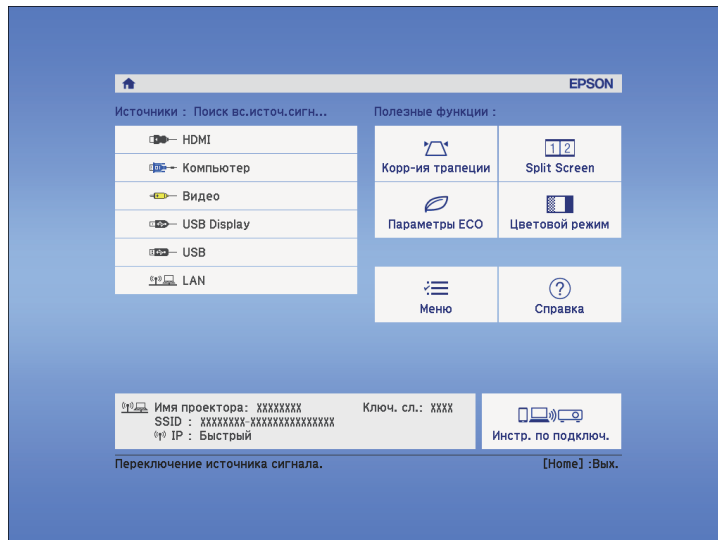 EPSON
Источники : Поиск вс.источ.сигн...
HDMI
Компьютер
Видео
USB Display
USB
LAN
Полезные функции :
Корр-ия трапеции
1 2
Split Screen
Параметры ECO
Цветовой режим
Меню
?
Справка
Имя проектора: XXXXXXXX
Ключ. сл.: XXXX
SSID : XXXXXXXX-XXXXXXXXXXXXXXX
IP : Быстрый
Инстр. по подключ.
Переключение источника сигнала.
[Home] :Вых.